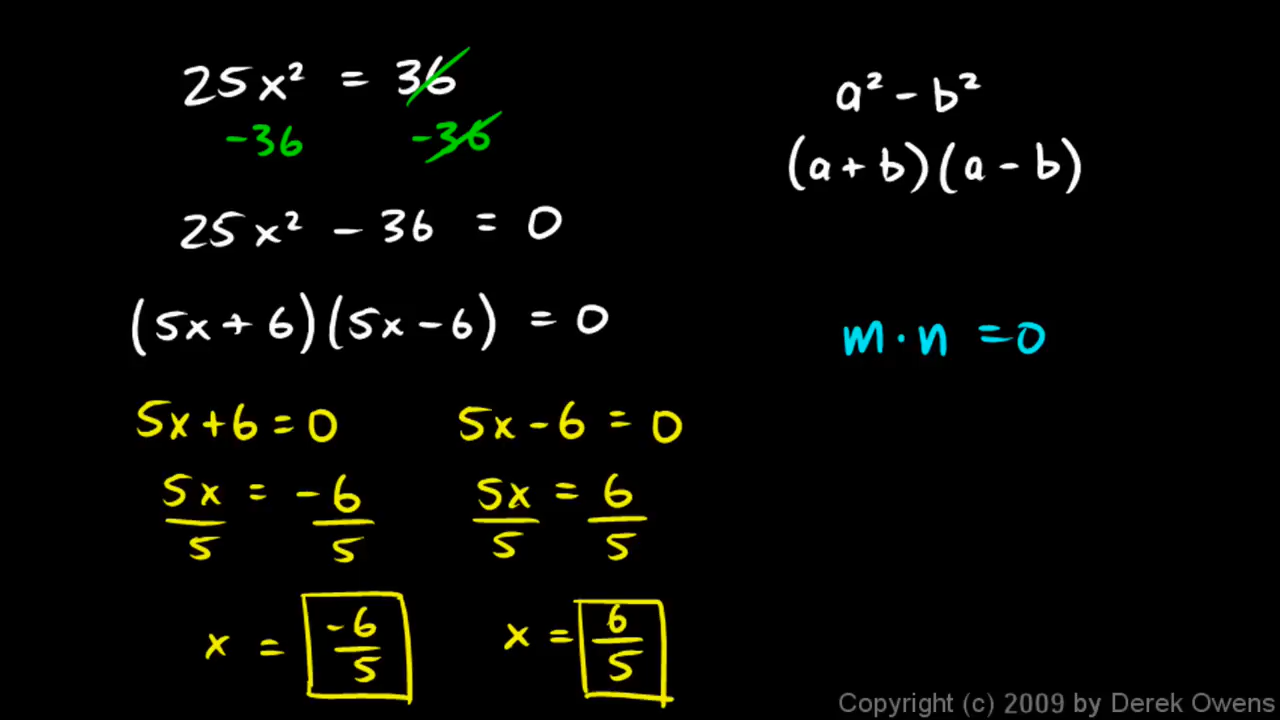 25x² = 36
-36 -36
25x² - 36 = 0
(5x + 6)(5x - 6) = 0
5x + 6 = 0 5x - 6 = 0
5x = -6 5x = 6
5 5 5 5
x = -6/5 x = 6/5
a² - b²
(a + b)(a - b)
m · n = 0
Copyright (c) 2009 by Derek Owens